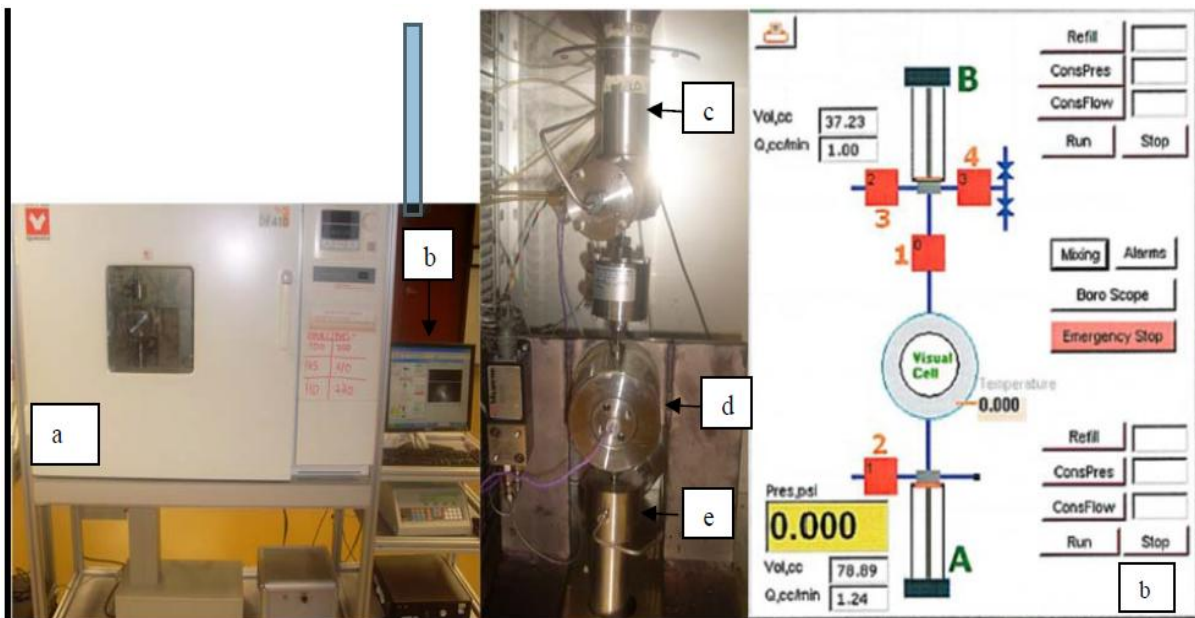 a
b
c
d
e
Refill
ConsPres
ConsFlow
Run Stop
B
Vol,cc 37.23
Q,cc/min 1.00
4
2 3
3
1 0
Mixing Alarms
Boro Scope
Emergency Stop
Visual
Cell
Temperature
0.000
2
1
Pres,psi
0.000
Vol,cc 78.89
Q,cc/min 1.24
A
Refill
ConsPres
ConsFlow
Run Stop
b